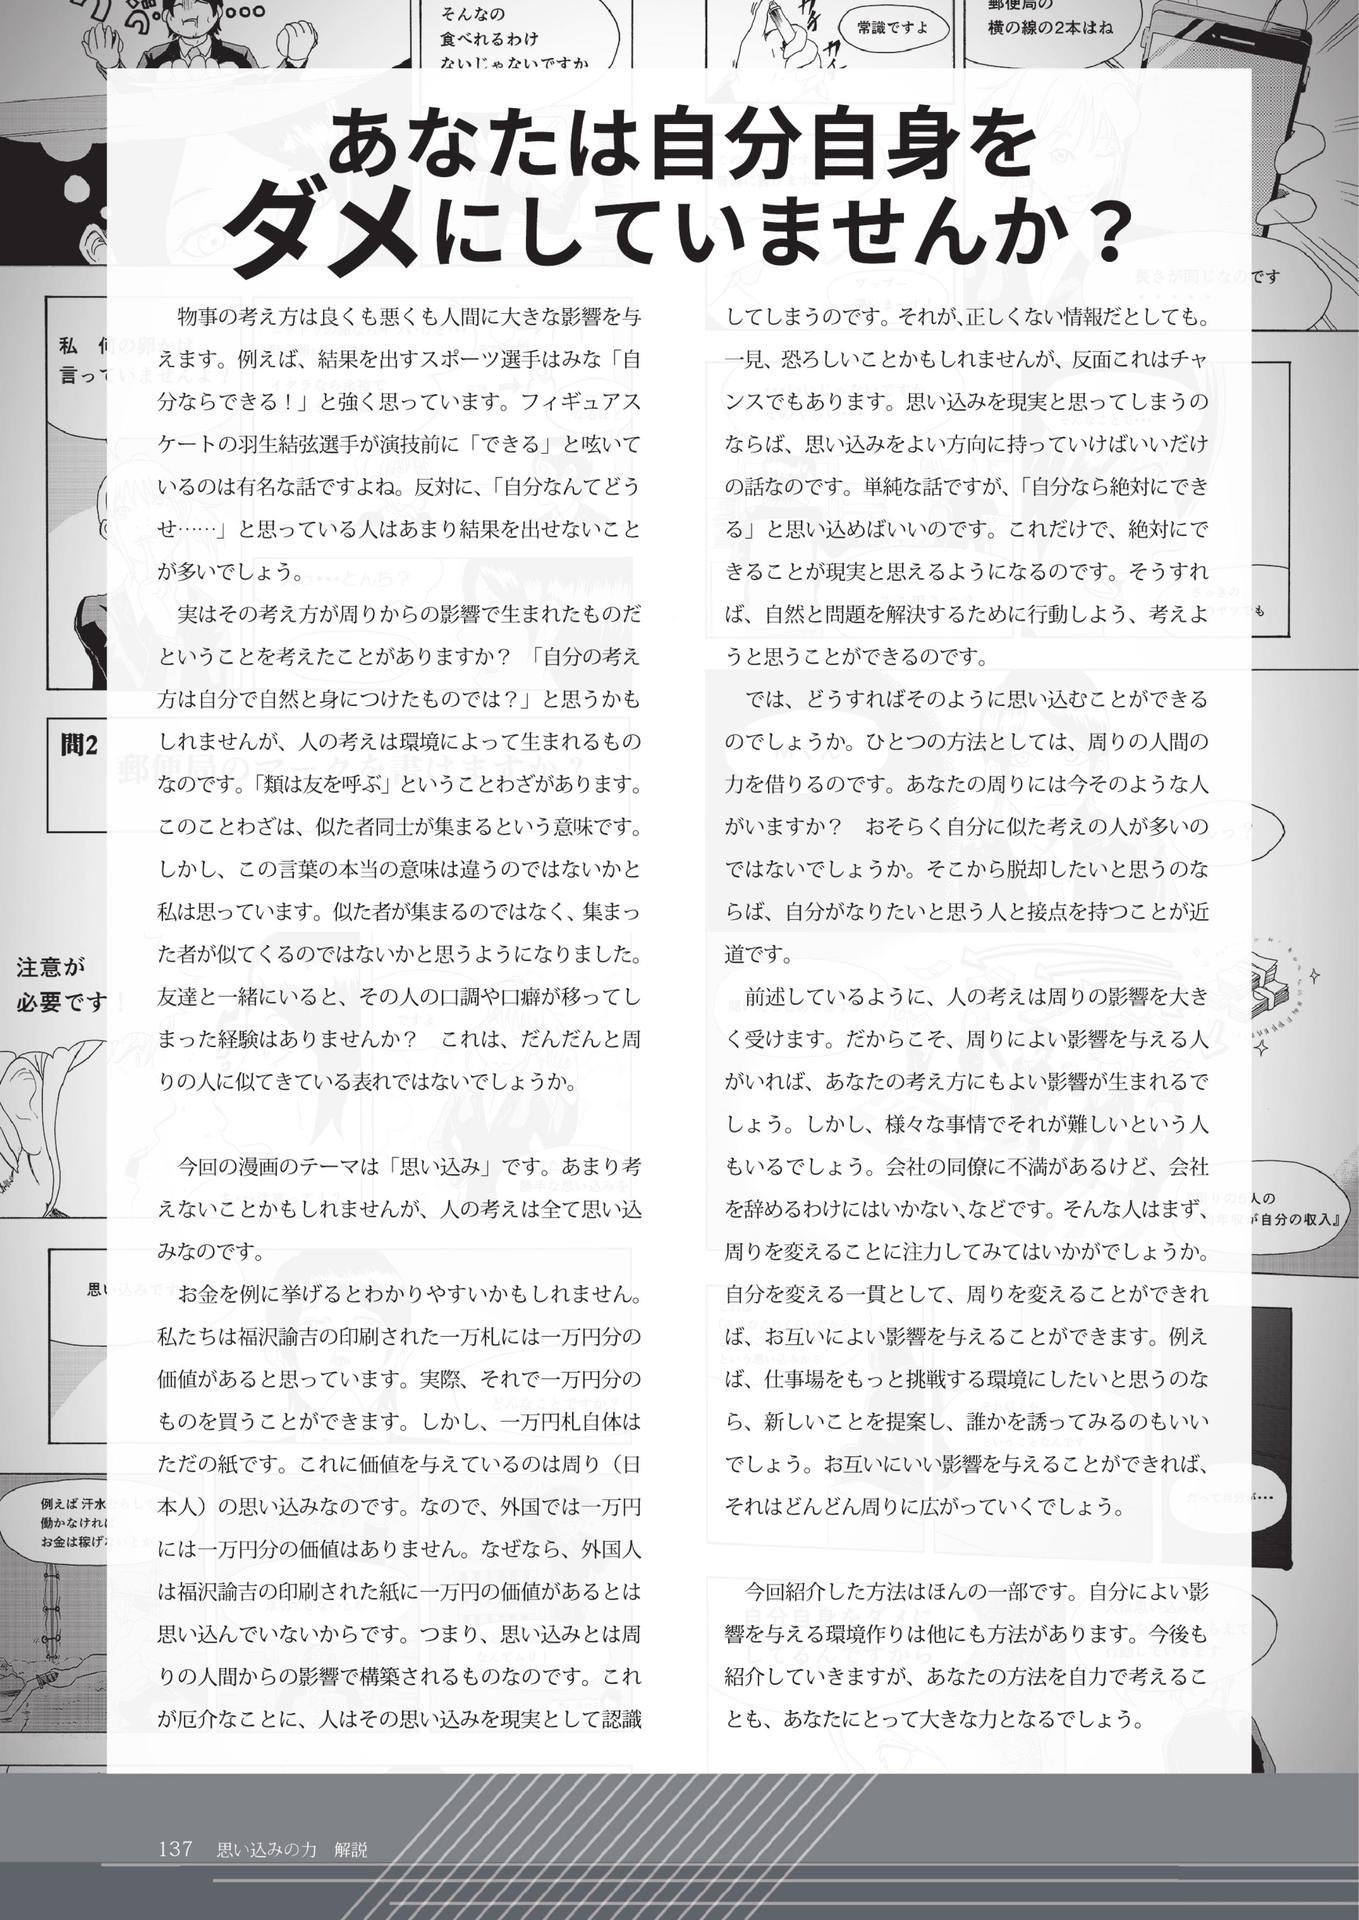 そんなの
食べれるわけ
ないじゃないですか
常識ですよ
郵便局の
横の線の2本はね
あなたは自分自身を
ダメにしていませんか？
長さが同じなのです
私　何の卵かは
言っていませんよ？
問2
郵便局のマークを書けますか？
注意が
必要です！
思い込みです
例えば汗水
働かなければ
お金は稼げ
人の
が自分の収入』
物事の考え方は良くも悪くも人間に大きな影響を与
えます。例えば、結果を出すスポーツ選手はみな「自
分ならできる！」と強く思っています。フィギュアス
ケートの羽生結弦選手が演技前に「できる」と呟いて
いるのは有名な話ですよね。反対に、「自分なんてどう
せ……」と思っている人はあまり結果を出せないこと
が多いでしょう。
実はその考え方が周りからの影響で生まれたものだ
ということを考えたことがありますか？　「自分の考え
方は自分で自然と身につけたものでは？」と思うかも
しれませんが、人の考えは環境によって生まれるもの
なのです。「類は友を呼ぶ」ということわざがあります。
このことわざは、似た者同士が集まるという意味です。
しかし、この言葉の本当の意味は違うのではないかと
私は思っています。似た者が集まるのではなく、集まっ
た者が似てくるのではないかと思うようになりました。
友達と一緒にいると、その人の口調や口癖が移ってし
まった経験はありませんか？　これは、だんだんと周
りの人に似てきている表れではないでしょうか。
今回の漫画のテーマは「思い込み」です。あまり考
えないことかもしれませんが、人の考えは全て思い込
みなのです。
お金を例に挙げるとわかりやすいかもしれません。
私たちは福沢諭吉の印刷された一万札には一万円分の
価値があると思っています。実際、それで一万円分の
ものを買うことができます。しかし、一万円札自体は
ただの紙です。これに価値を与えているのは周り（日
本人）の思い込みなのです。なので、外国では一万円
には一万円分の価値はありません。なぜなら、外国人
は福沢諭吉の印刷された紙に一万円の価値があるとは
思い込んでいないからです。つまり、思い込みとは周
りの人間からの影響で構築されるものなのです。これ
が厄介なことに、人はその思い込みを現実として認識
してしまうのです。それが、正しくない情報だとしても。
一見、恐ろしいことかもしれませんが、反面これはチャ
ンスでもあります。思い込みを現実と思ってしまうの
ならば、思い込みをよい方向に持っていけばいいだけ
の話なのです。単純な話ですが、「自分なら絶対にでき
る」と思い込めばいいのです。これだけで、絶対にで
きることが現実と思えるようになるのです。そうすれ
ば、自然と問題を解決するために行動しよう、考えよ
うと思うことができるのです。
では、どうすればそのように思い込むことができる
のでしょうか。ひとつの方法としては、周りの人間の
力を借りるのです。あなたの周りには今そのような人
がいますか？　おそらく自分に似た考えの人が多いの
ではないでしょうか。そこから脱却したいと思うのな
らば、自分がなりたいと思う人と接点を持つことが近
道です。
前述しているように、人の考えは周りの影響を大き
く受けます。だからこそ、周りによい影響を与える人
がいれば、あなたの考え方にもよい影響が生まれるで
しょう。しかし、様々な事情でそれが難しいという人
もいるでしょう。会社の同僚に不満があるけど、会社
を辞めるわけにはいかない、などです。そんな人はまず、
周りを変えることに注力してみてはいかがでしょうか。
自分を変える一貫として、周りを変えることができれ
ば、お互いによい影響を与えることができます。例え
ば、仕事場をもっと挑戦する環境にしたいと思うのな
ら、新しいことを提案し、誰かを誘ってみるのもいい
でしょう。お互いにいい影響を与えることができれば、
それはどんどん周りに広がっていくでしょう。
今回紹介した方法はほんの一部です。自分によい影
響を与える環境作りは他にも方法があります。今後も
紹介していきますが、あなたの方法を自力で考えるこ
とも、あなたにとって大きな力となるでしょう。
137　思い込みの力　解説